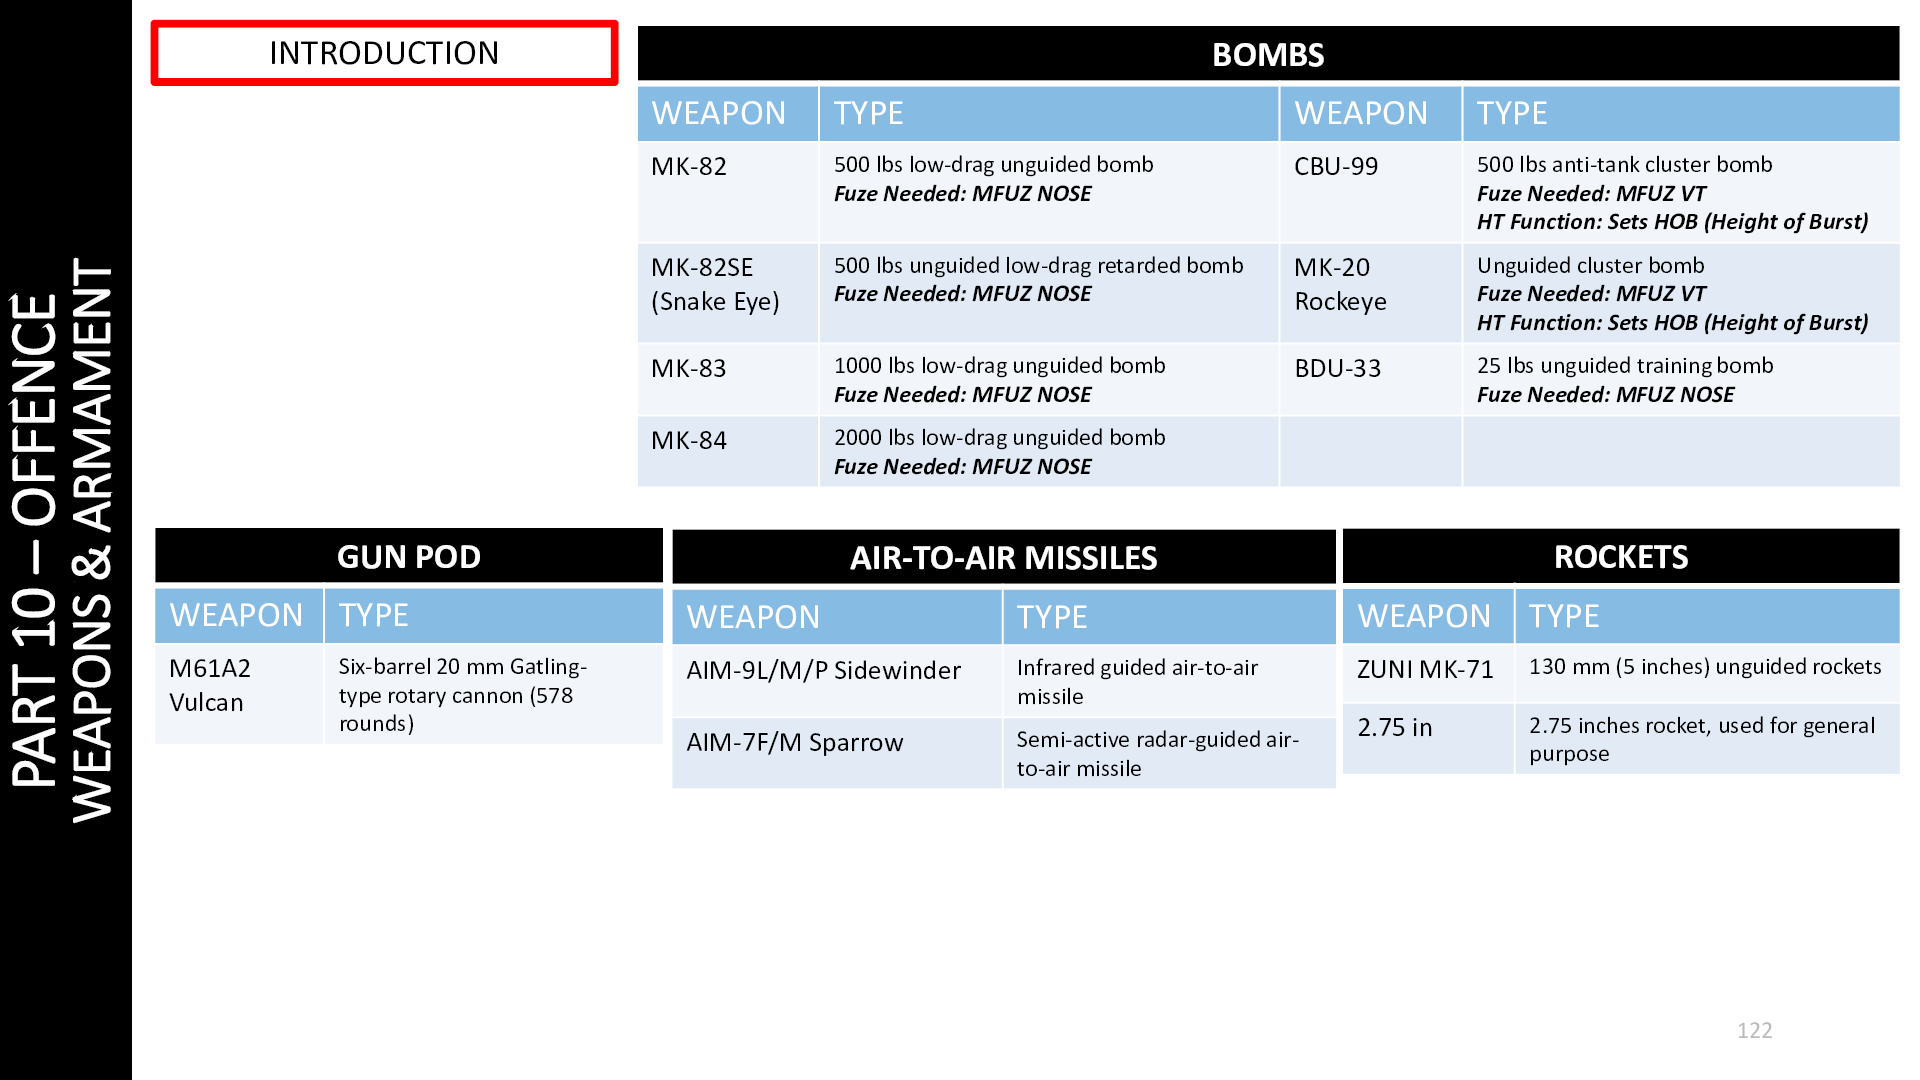 PART 10 – OFFENCE
WEAPONS & ARMAMENT
INTRODUCTION
BOMBS
WEAPON TYPE WEAPON TYPE
MK-82 500 lbs low-drag unguided bomb
Fuze Needed: MFUZ NOSE
CBU-99 500 lbs anti-tank cluster bomb
Fuze Needed: MFUZ VT
HT Function: Sets HOB (Height of Burst)
MK-82SE 500 lbs unguided low-drag retarded bomb
(Snake Eye) Fuze Needed: MFUZ NOSE
MK-20 Unguided cluster bomb
Rockeye Fuze Needed: MFUZ VT
HT Function: Sets HOB (Height of Burst)
MK-83 1000 lbs low-drag unguided bomb
Fuze Needed: MFUZ NOSE
BDU-33 25 lbs unguided training bomb
Fuze Needed: MFUZ NOSE
MK-84 2000 lbs low-drag unguided bomb
Fuze Needed: MFUZ NOSE
GUN POD
WEAPON TYPE
M61A2 Six-barrel 20 mm Gatling-
Vulcan type rotary cannon (578
rounds)
AIR-TO-AIR MISSILES
WEAPON TYPE
AIM-9L/M/P Sidewinder Infrared guided air-to-air
missile
AIM-7F/M Sparrow Semi-active radar-guided air-
to-air missile
ROCKETS
WEAPON TYPE
ZUNI MK-71 130 mm (5 inches) unguided rockets
2.75 in 2.75 inches rocket, used for general
purpose
122